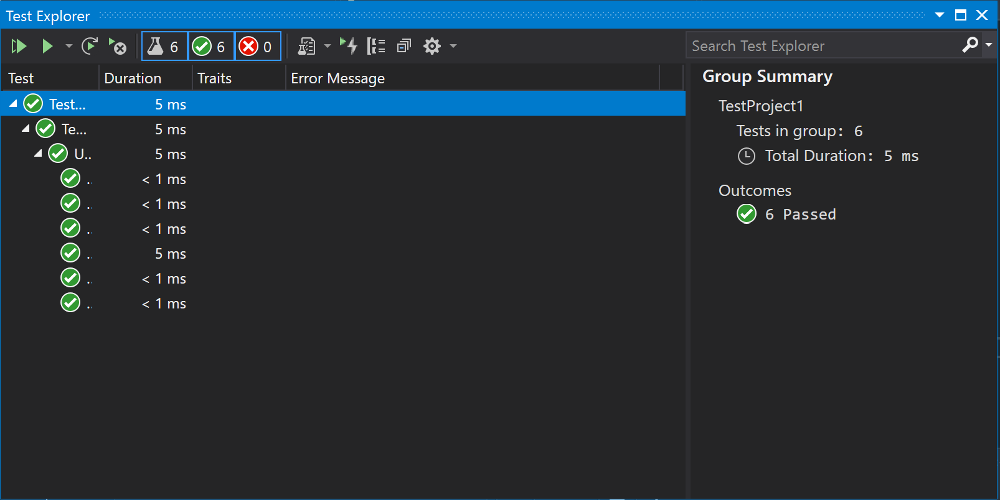 Test Explorer
6 6 0
Search Test Explorer
Test Duration Traits Error Message
Test... 5 ms
Te... 5 ms
U.. 5 ms
.. < 1 ms
.. < 1 ms
.. < 1 ms
.. 5 ms
.. < 1 ms
.. < 1 ms
Group Summary
TestProject1
Tests in group: 6
Total Duration: 5 ms
Outcomes
6 Passed